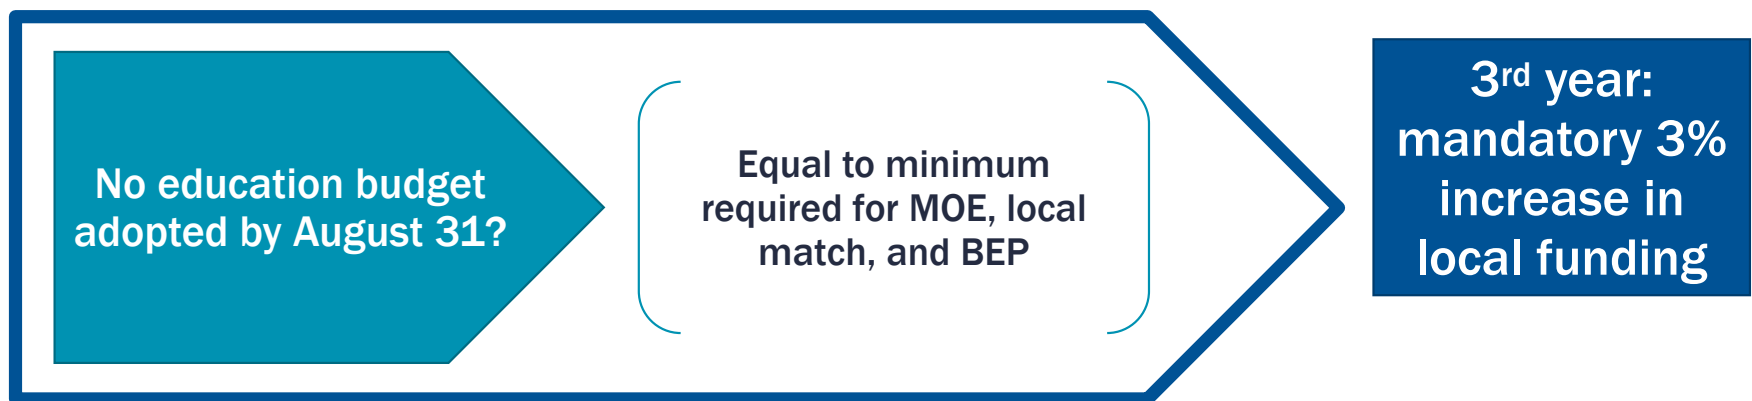 No education budget
adopted by August 31?
Equal to minimum
required for MOE, local
match, and BEP
3rd year:
mandatory 3%
increase in
local funding